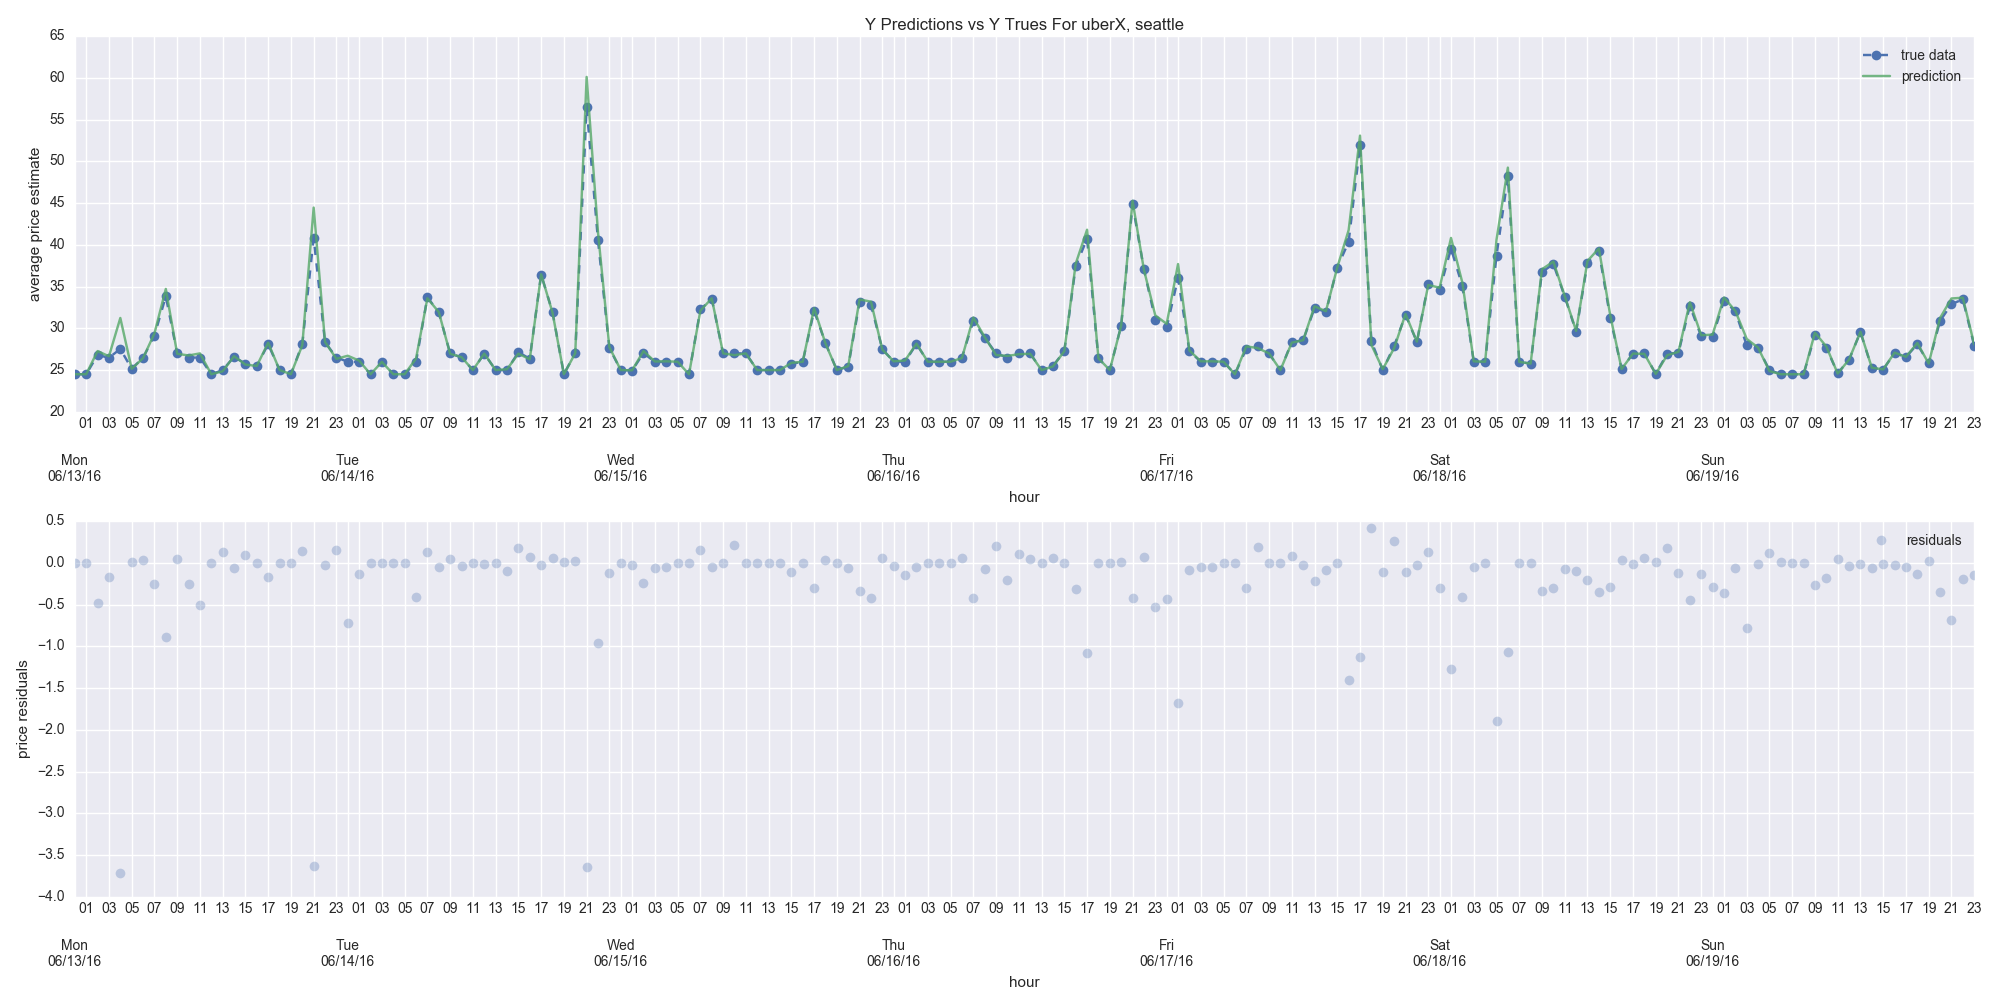 Y Predictions vs Y Trues For uberX, seattle
65
60
55
50
45
40
35
30
25
20
average price estimate
true data
prediction
01 03 05 07 09 11 13 15 17 19 21 23 01 03 05 07 09 11 13 15 17 19 21 23 01 03 05 07 09 11 13 15 17 19 21 23 01 03 05 07 09 11 13 15 17 19 21 23 01 03 05 07 09 11 13 15 17 19 21 23 01 03 05 07 09 11 13 15 17 19 21 23 01 03 05 07 09 11 13 15 17 19 21 23
Mon Tue Wed Thu Fri Sat Sun
06/13/16 06/14/16 06/15/16 06/16/16 06/17/16 06/18/16 06/19/16
hour
0.5
0.0
−0.5
−1.0
−1.5
−2.0
−2.5
−3.0
−3.5
−4.0
price residuals
residuals
01 03 05 07 09 11 13 15 17 19 21 23 01 03 05 07 09 11 13 15 17 19 21 23 01 03 05 07 09 11 13 15 17 19 21 23 01 03 05 07 09 11 13 15 17 19 21 23 01 03 05 07 09 11 13 15 17 19 21 23 01 03 05 07 09 11 13 15 17 19 21 23 01 03 05 07 09 11 13 15 17 19 21 23
Mon Tue Wed Thu Fri Sat Sun
06/13/16 06/14/16 06/15/16 06/16/16 06/17/16 06/18/16 06/19/16
hour